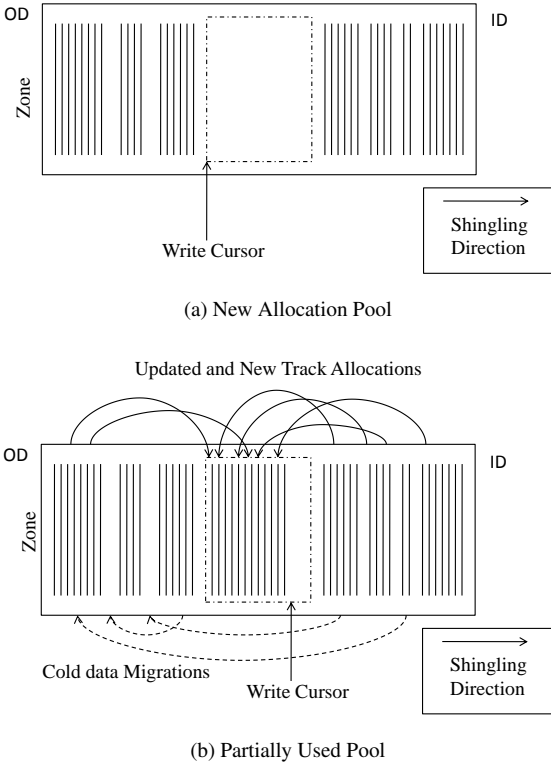 OD
ID
Zone
Write Cursor
Shingling
Direction
(a) New Allocation Pool
Updated and New Track Allocations
OD
ID
Zone
Cold data Migrations
Write Cursor
Shingling
Direction
(b) Partially Used Pool